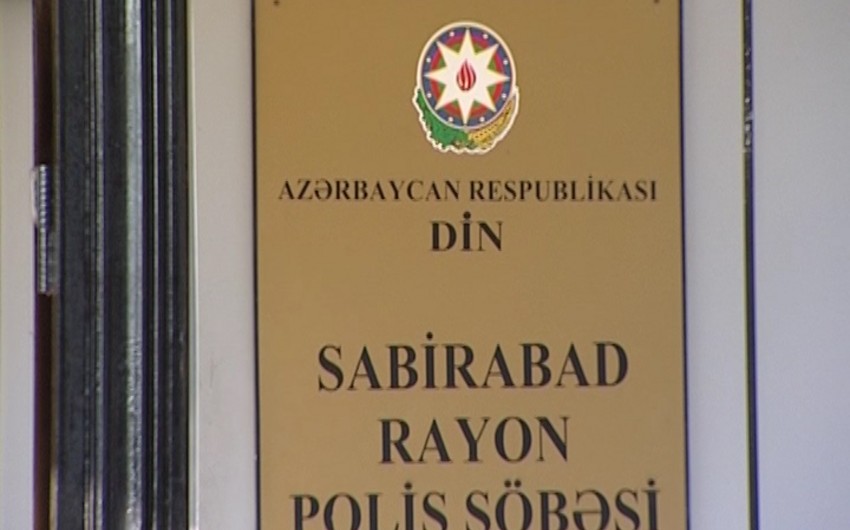 AZƏRBAYCAN RESPUBLİKASI
DİN
SABİRABAD
RAYON
POLİS ŞÖBƏSİ